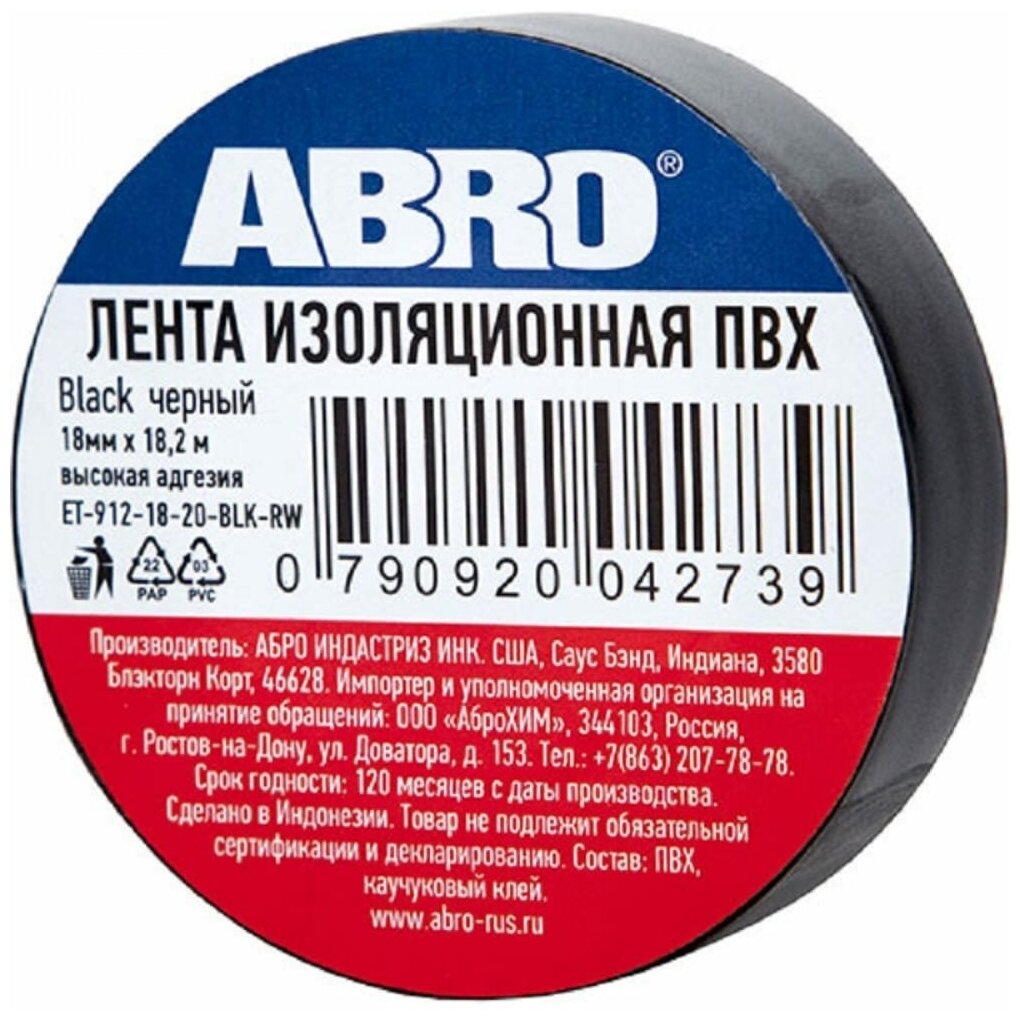 ABRO®
ЛЕНТА ИЗОЛЯЦИОННАЯ ПВХ
Black черный
18мм x 18,2 м
высокая адгезия
ET-912-18-20-BLK-RW
22
PAP
03
PVC
0 790920 042739
Производитель: АБРО ИНДАСТРИЗ ИНК. США, Саус Бэнд, Индиана, 3580
Блэкторн Корт, 46628. Импортер и уполномоченная организация на
принятие обращений: ООО «АброХИМ», 344103, Россия,
г. Ростов-на-Дону, ул. Доватора, д. 153. Тел.: +7(863) 207-78-78.
Срок годности: 120 месяцев с даты производства.
Сделано в Индонезии. Товар не подлежит обязательной
сертификации и декларированию. Состав: ПВХ,
каучуковый клей.
www.abro-rus.ru